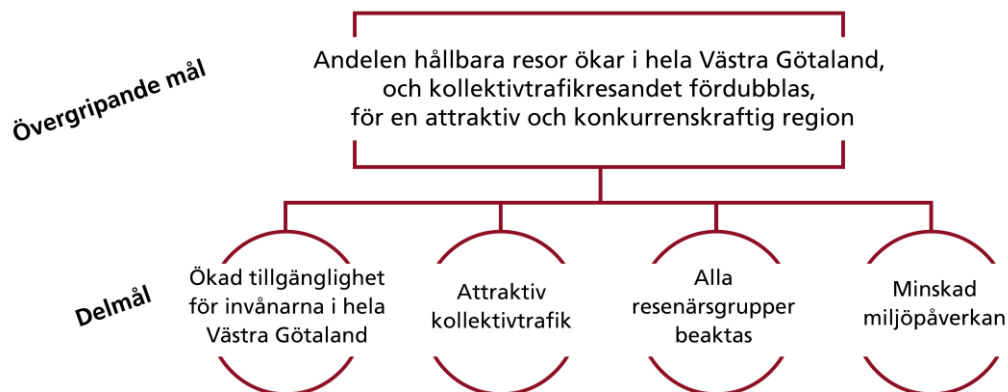 Övergripande mål
Andelen hållbara resor ökar i hela Västra Götaland,
och kollektivtrafikresandet fördubblas,
för en attraktiv och konkurrenskraftig region
Delmål
Ökad tillgänglighet
för invånarna i hela
Västra Götaland
Attraktiv
kollektivtrafik
Alla
resenärsgrupper
beaktas
Minskad
miljöpåverkan